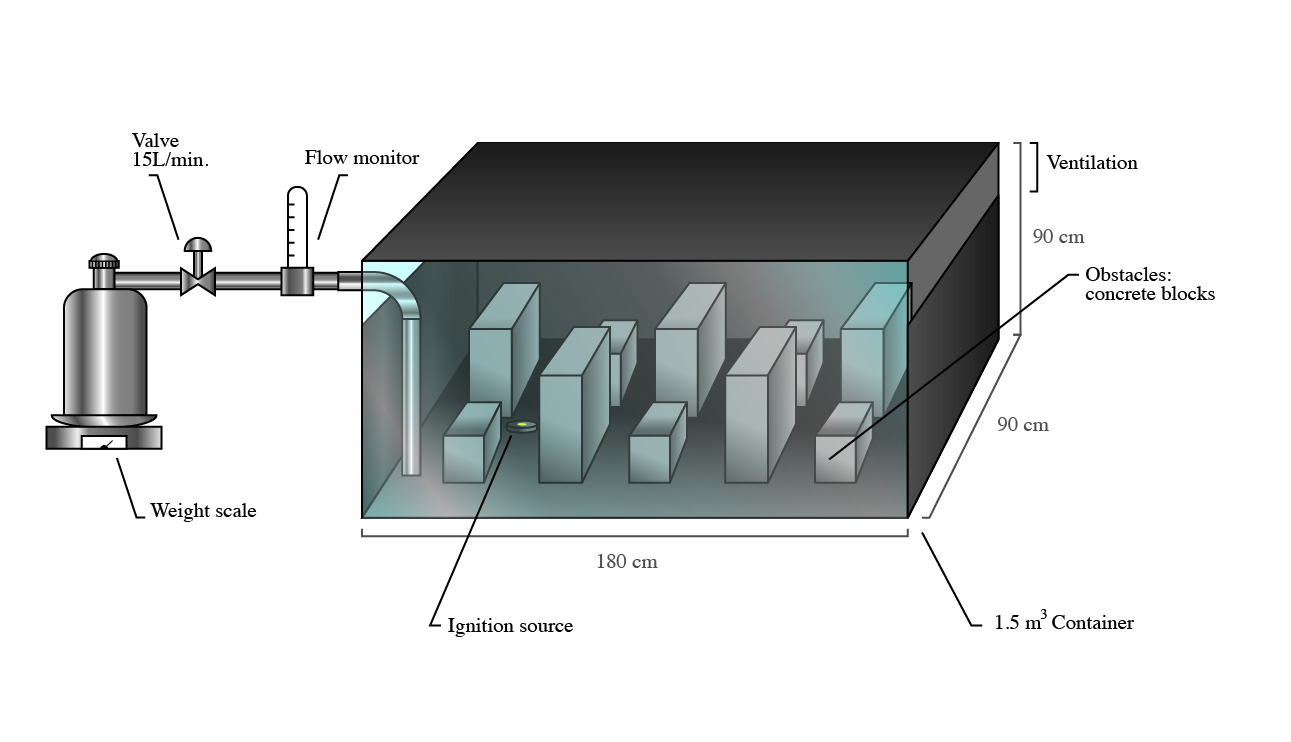 Valve
15L/min.
Flow monitor
Ventilation
90 cm
Obstacles:
concrete blocks
90 cm
Weight scale
180 cm
Ignition source
1.5 m³ Container